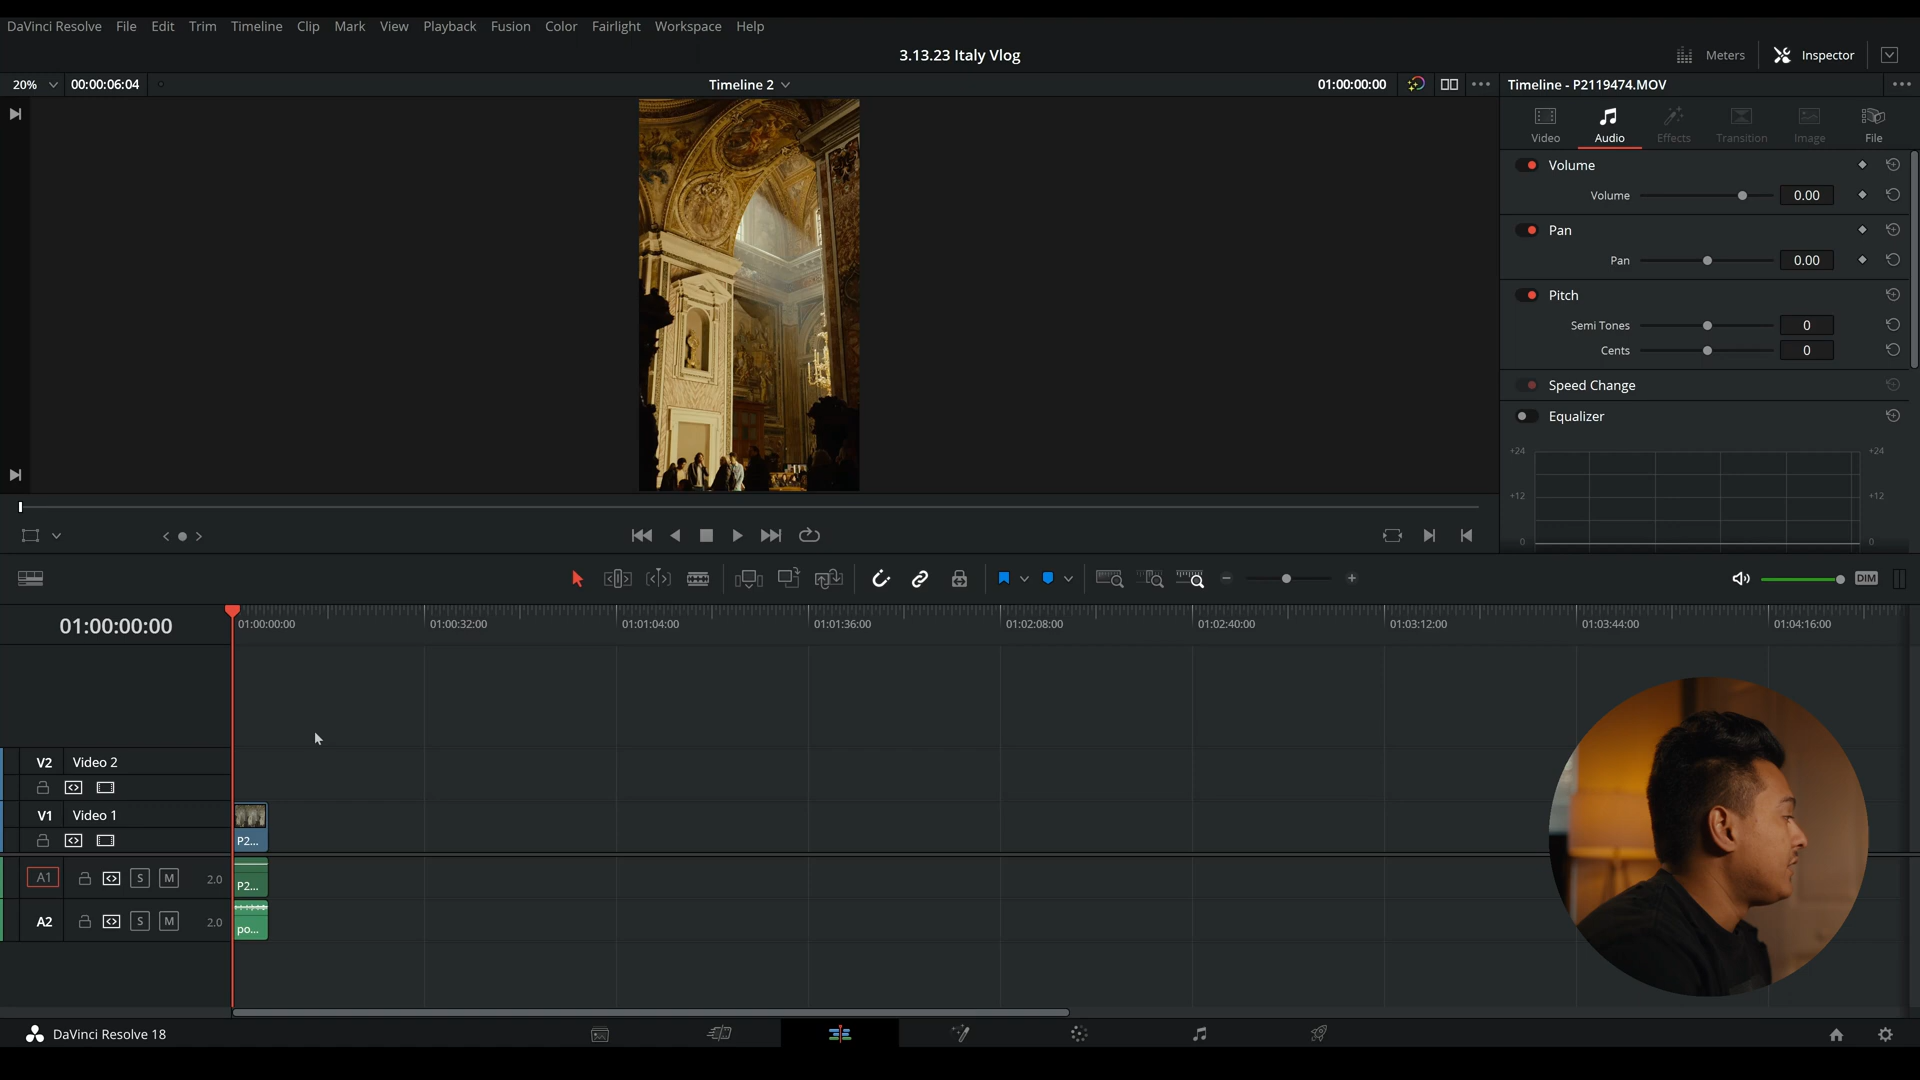 DaVinci Resolve File Edit Trim Timeline Clip Mark View Playback Fusion Color Fairlight Workspace Help
3.13.23 Italy Vlog
Meters Inspector
20% 00:00:06:04 Timeline 2 01:00:00:00 Timeline - P2119474.MOV
Video Audio Effects Transition Image File
Volume
Volume 0.00
Pan
Pan 0.00
Pitch
Semi Tones 0
Cents 0
Speed Change
Equalizer
+24 +24
+12 +12
0 0
DIM
01:00:00:00 01:00:00:00 01:00:32:00 01:01:04:00 01:01:36:00 01:02:08:00 01:02:40:00 01:03:12:00 01:03:44:00 01:04:16:00
V2 Video 2
V1 Video 1
P2...
A1 S M 2.0 P2...
A2 S M 2.0 po...
DaVinci Resolve 18